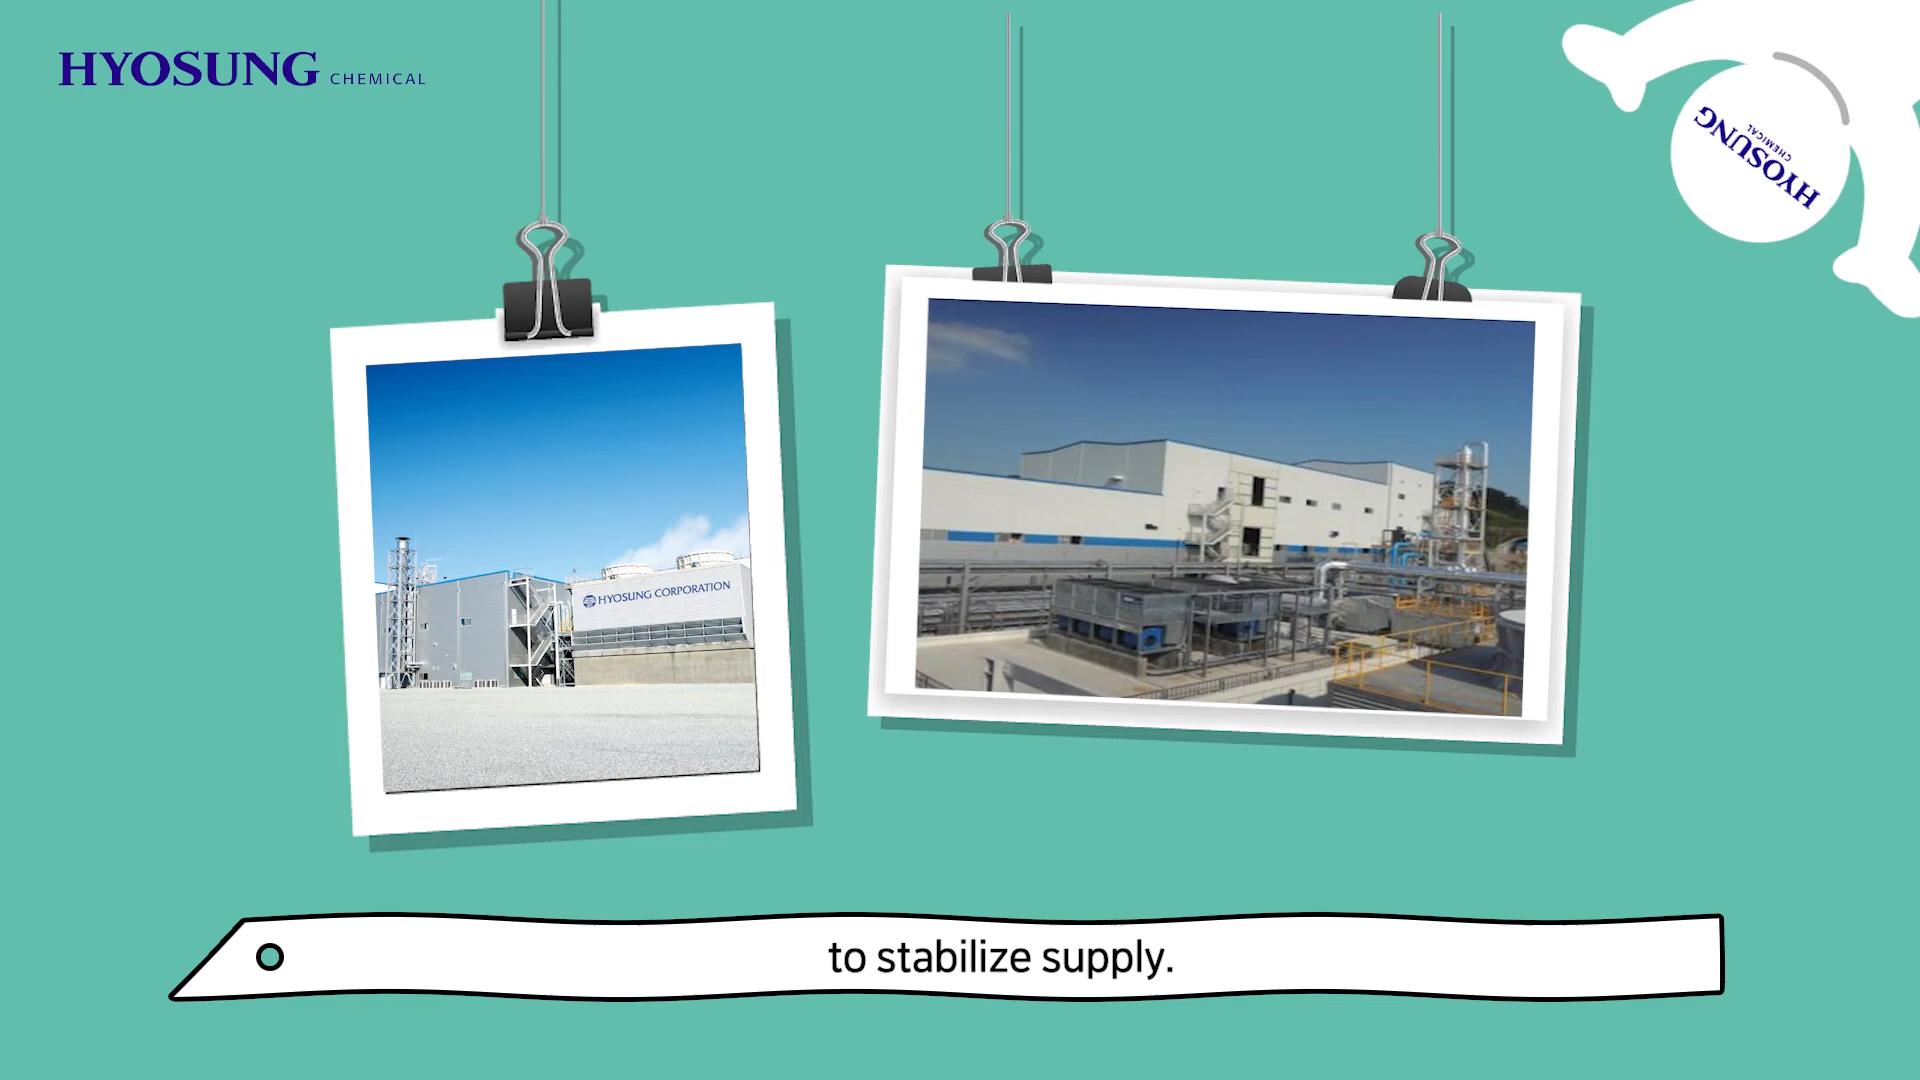 HYOSUNG CHEMICAL
HYOSUNG
CHEMICAL
HYOSUNG CORPORATION
to stabilize supply.